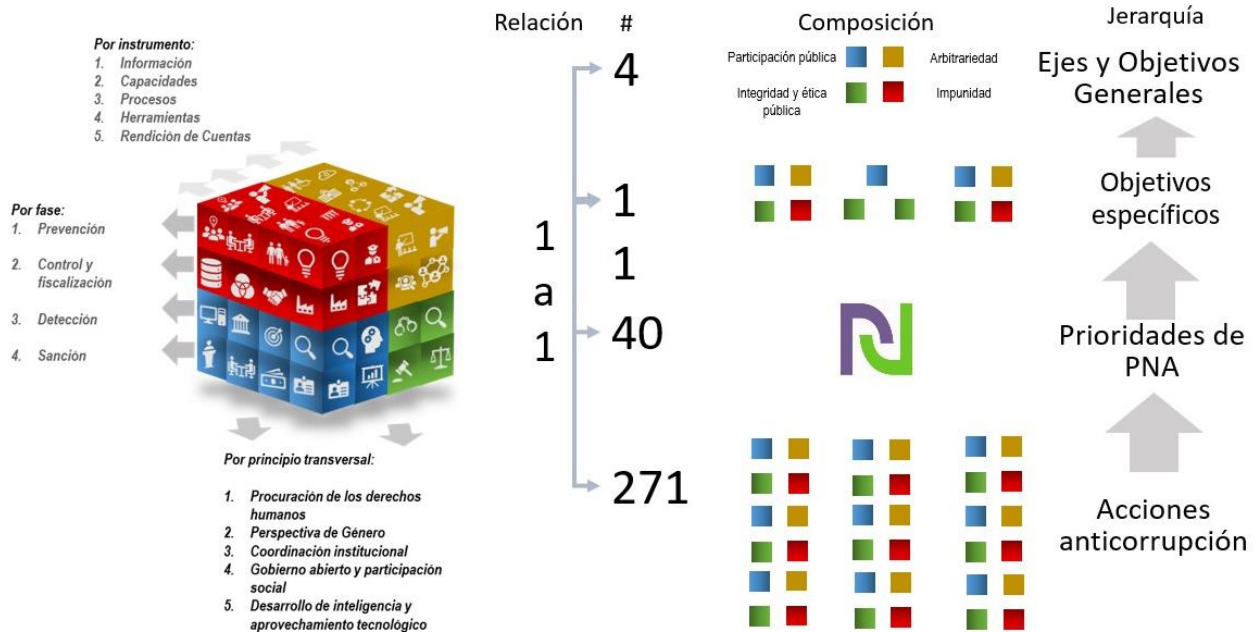 Por instrumento:
1. Información
2. Capacidades
3. Procesos
4. Herramientas
5. Rendición de Cuentas
Por fase:
1. Prevención
2. Control y
fiscalización
3. Detección
4. Sanción
Por principio transversal:
1. Procuración de los derechos
humanos
2. Perspectiva de Género
3. Coordinación institucional
4. Gobierno abierto y participación
social
5. Desarrollo de inteligencia y
aprovechamiento tecnológico
Relación
1
a
1
#
4
1
1
40
271
Composición
Participación pública
Arbitrariedad
Integridad y ética
pública
Impunidad
Jerarquía
Ejes y Objetivos
Generales
Objetivos
específicos
Prioridades de
PNA
Acciones
anticorrupción